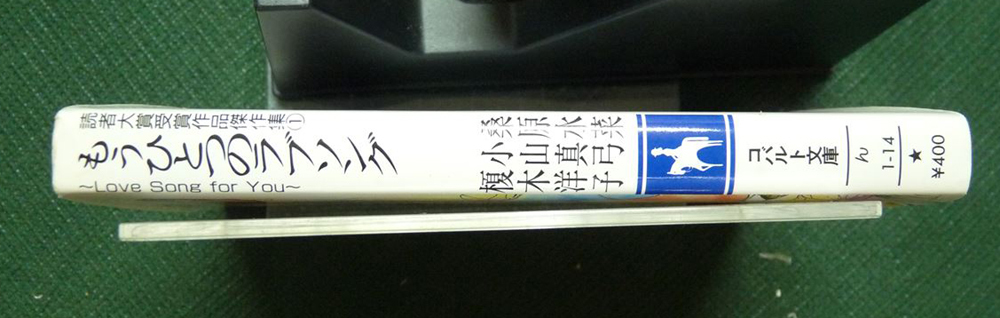 読者大賞受賞作品傑作集①
もうひとつのラブソング
~Love Song for You~
桑原水菜
小山真弓
榎木洋子
コバルト文庫
ん
1-14
★
¥400